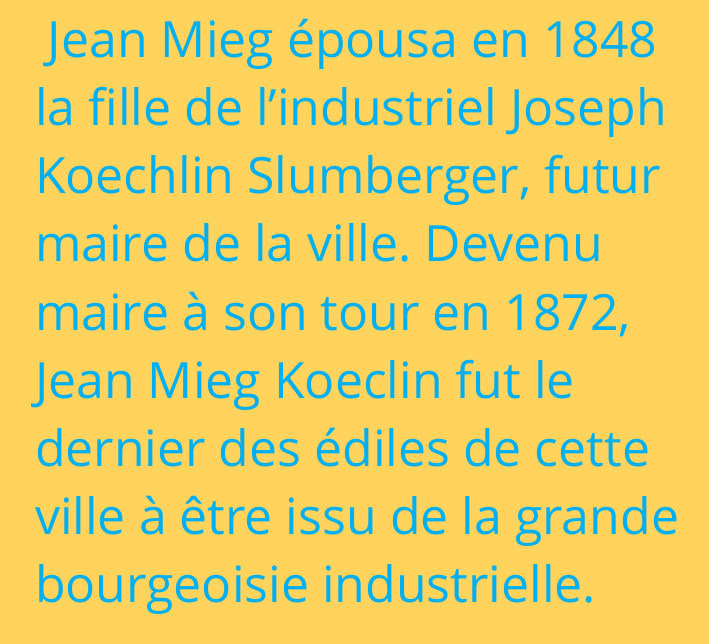 Jean Mieg épousa en 1848
la fille de l’industriel Joseph
Koechlin Slumberger, futur
maire de la ville. Devenu
maire à son tour en 1872,
Jean Mieg Koeclin fut le
dernier des édiles de cette
ville à être issu de la grande
bourgeoisie industrielle.